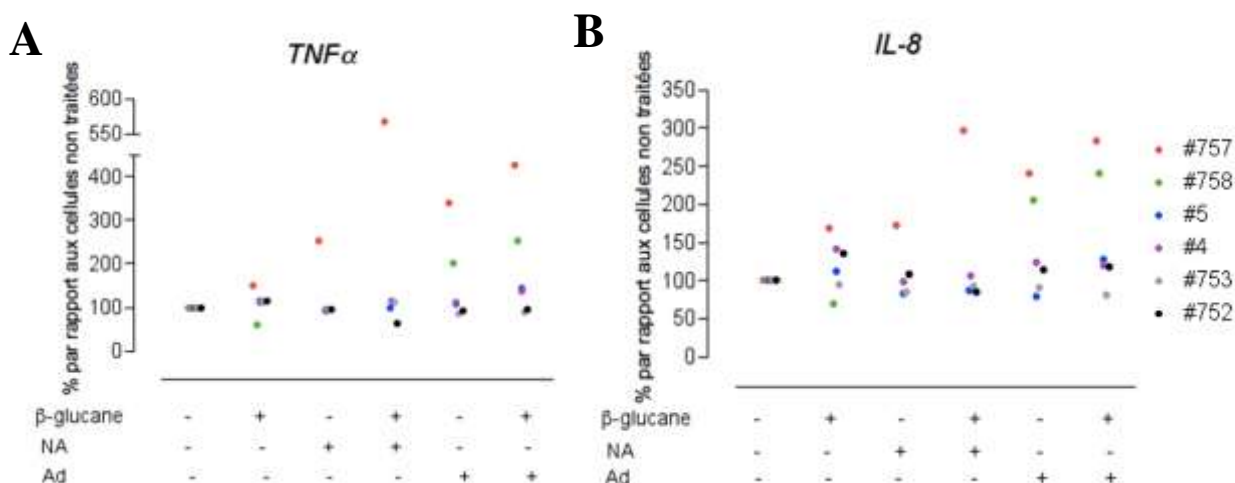 A
TNFα
% par rapport aux cellules non traitées
600
550
400
300
200
100
0
β-glucane - + - + - +
NA - - + + - -
Ad - - - - + +
B
IL-8
% par rapport aux cellules non traitées
350
300
250
200
150
100
50
0
β-glucane - + - + - +
NA - - + + - -
Ad - - - - + +
#757
#758
#5
#4
#753
#752